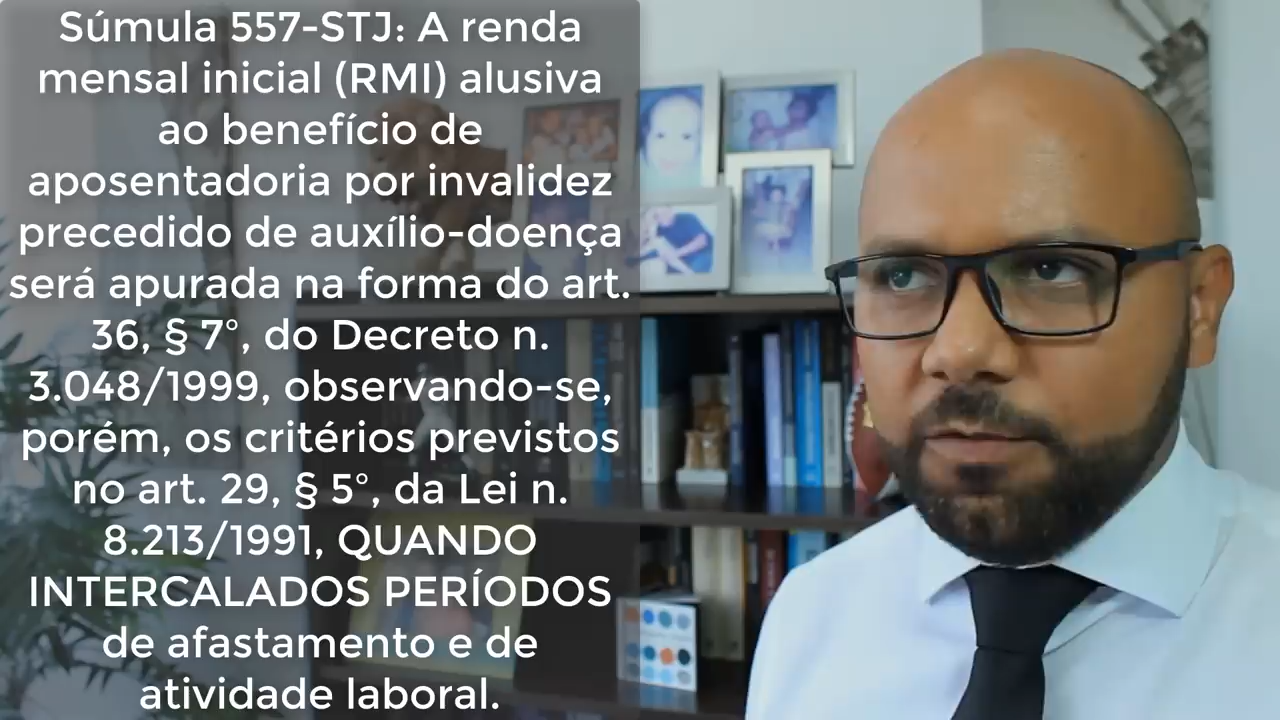 Súmula 557-STJ: A renda
mensal inicial (RMI) alusiva
ao benefício de
aposentadoria por invalidez
precedido de auxílio-doença
será apurada na forma do art.
36, § 7°, do Decreto n.
3.048/1999, observando-se,
porém, os critérios previstos
no art. 29, § 5°, da Lei n.
8.213/1991, QUANDO
INTERCALADOS PERÍODOS
de afastamento e de
atividade laboral.